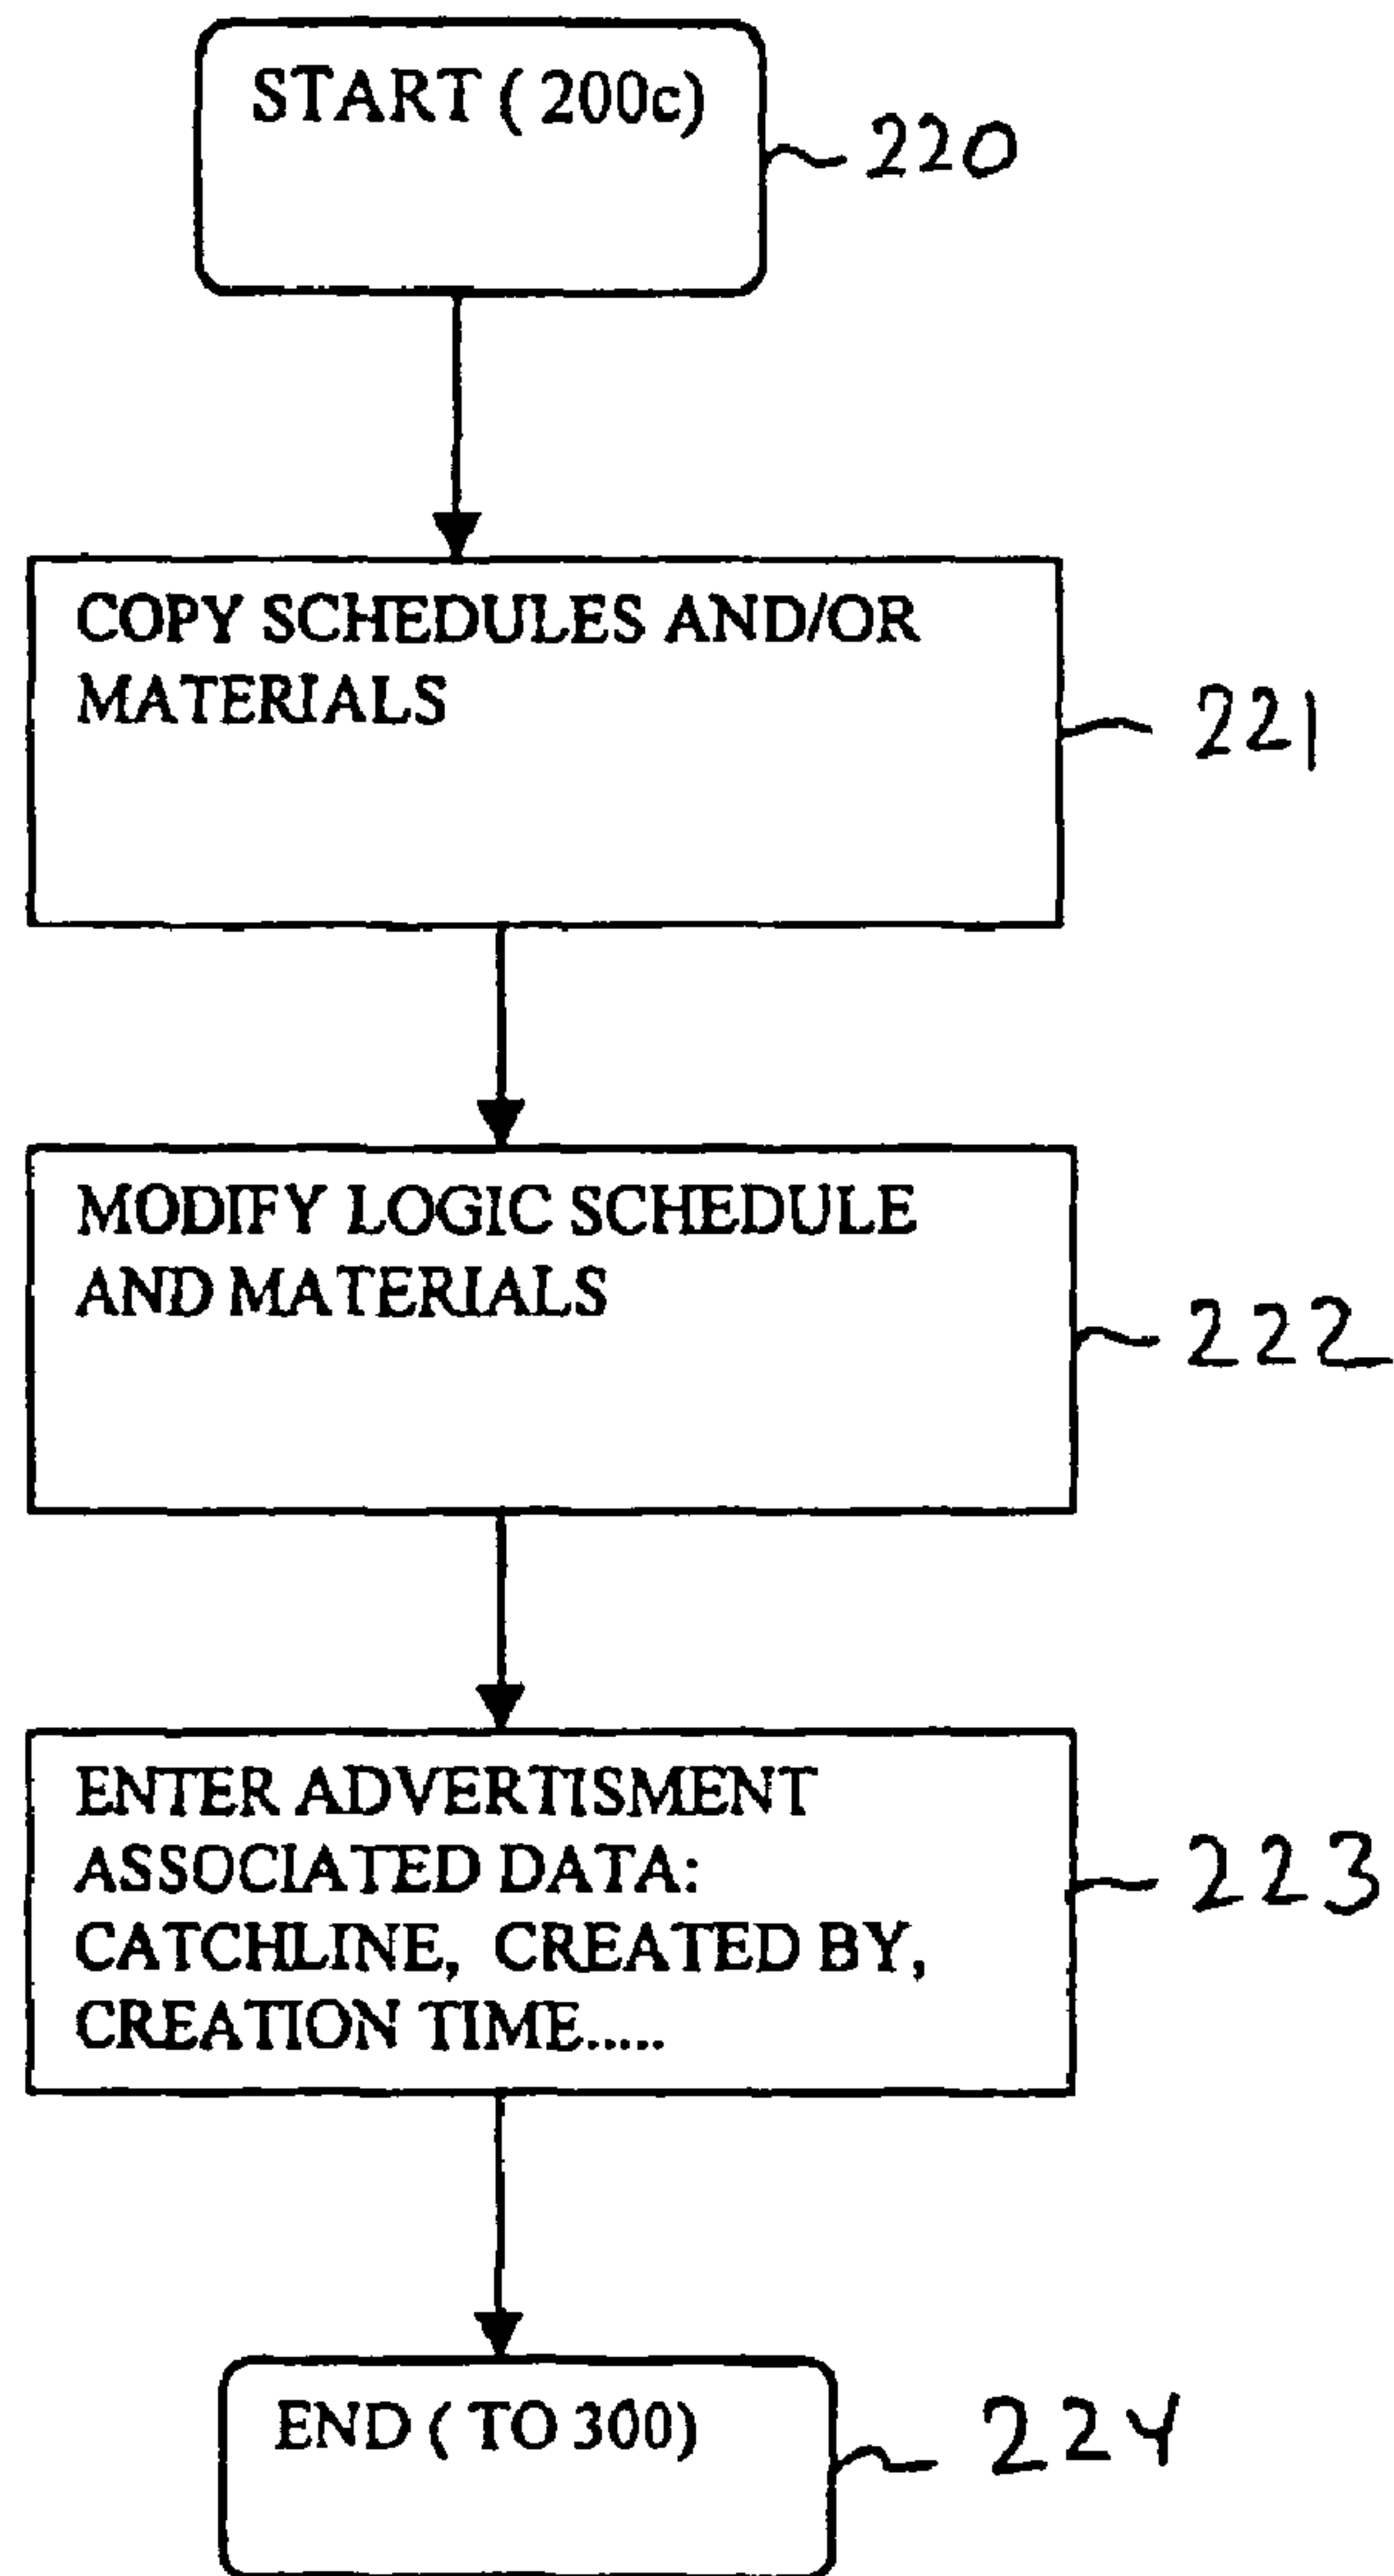 START ( 200c)
220
COPY SCHEDULES AND/OR
MATERIALS
221
MODIFY LOGIC SCHEDULE
AND MATERIALS
222
ENTER ADVERTISMENT
ASSOCIATED DATA:
CATCHLINE, CREATED BY,
CREATION TIME.....
223
END ( TO 300)
224